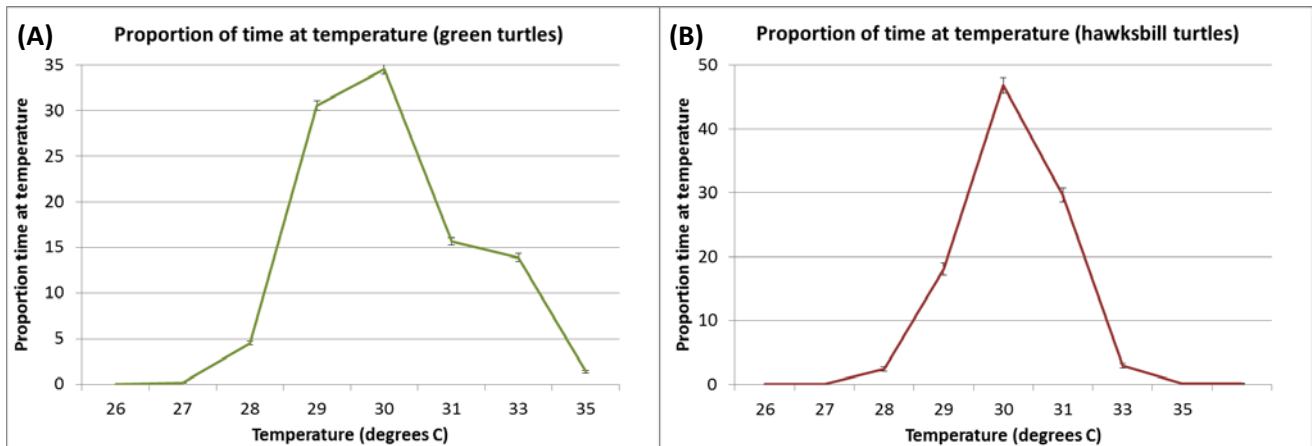 (A)
Proportion of time at temperature (green turtles)
Proportion time at temperature
35
30
25
20
15
10
5
0
26 27 28 29 30 31 33 35
Temperature (degrees C)
(B)
Proportion of time at temperature (hawksbill turtles)
Proportion time at temperature
50
40
30
20
10
0
26 27 28 29 30 31 33 35
Temperature (degrees C)